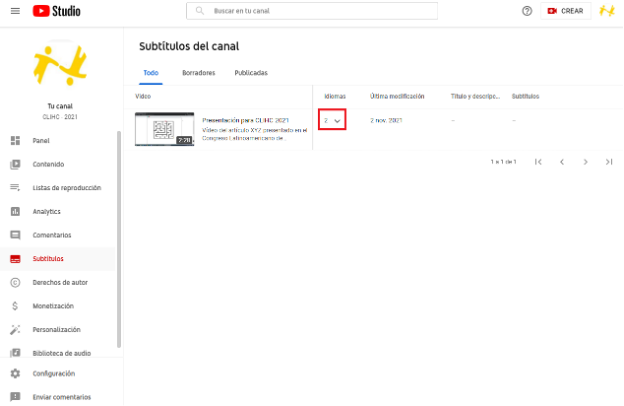 Studio
Buscar en tu canal
CREAR
Subtítulos del canal
Todo
Borradores
Publicadas
Tu canal
CLIHC - 2021
Vídeo
Idiomas
Última modificación
Título y descripc...
Subtítulos
2:28
Presentación para CLIHC 2021
Vídeo del artículo XYZ presentado en el
Congreso Latinoamericano de...
2
2 nov. 2021
–
–
1 a 1 de 1
Panel
Contenido
Listas de reproducción
Analytics
Comentarios
Subtítulos
Derechos de autor
Monetización
Personalización
Biblioteca de audio
Configuración
Enviar comentarios